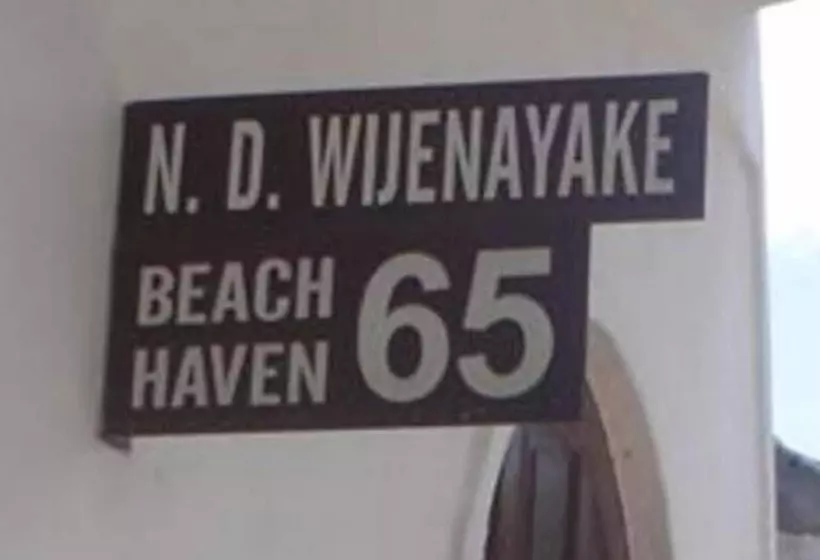 N. D. WIJENAYAKE
BEACH
HAVEN
65